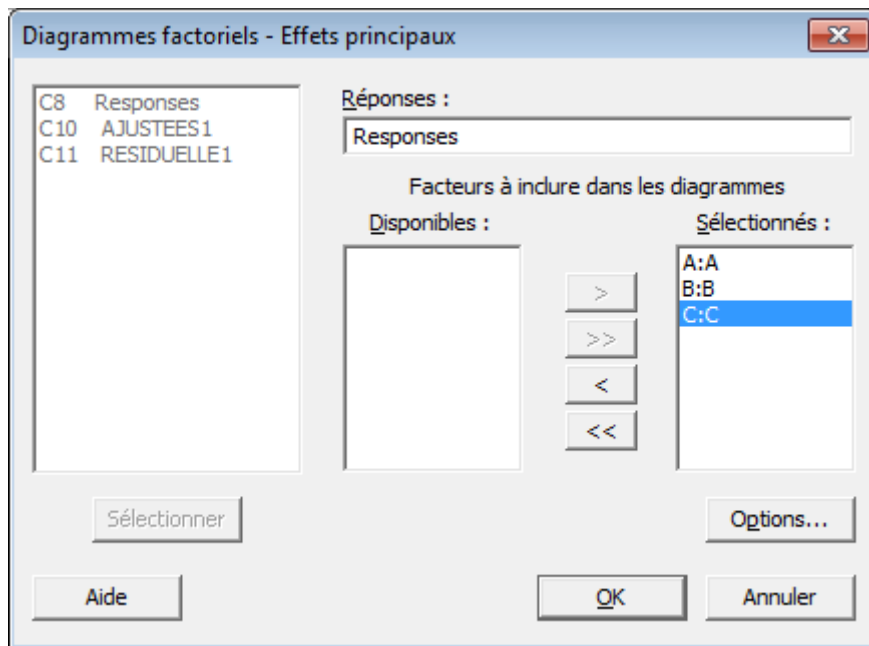 Diagrammes factoriels - Effets principaux
C8 Responses
C10 AJUSTEES1
C11 RESIDUELLE1
Réponses :
Responses
Facteurs à inclure dans les diagrammes
Disponibles :
Sélectionnés :
A:A
B:B
C:C
>
>>
<
<<
Sélectionner
Options...
Aide
OK
Annuler